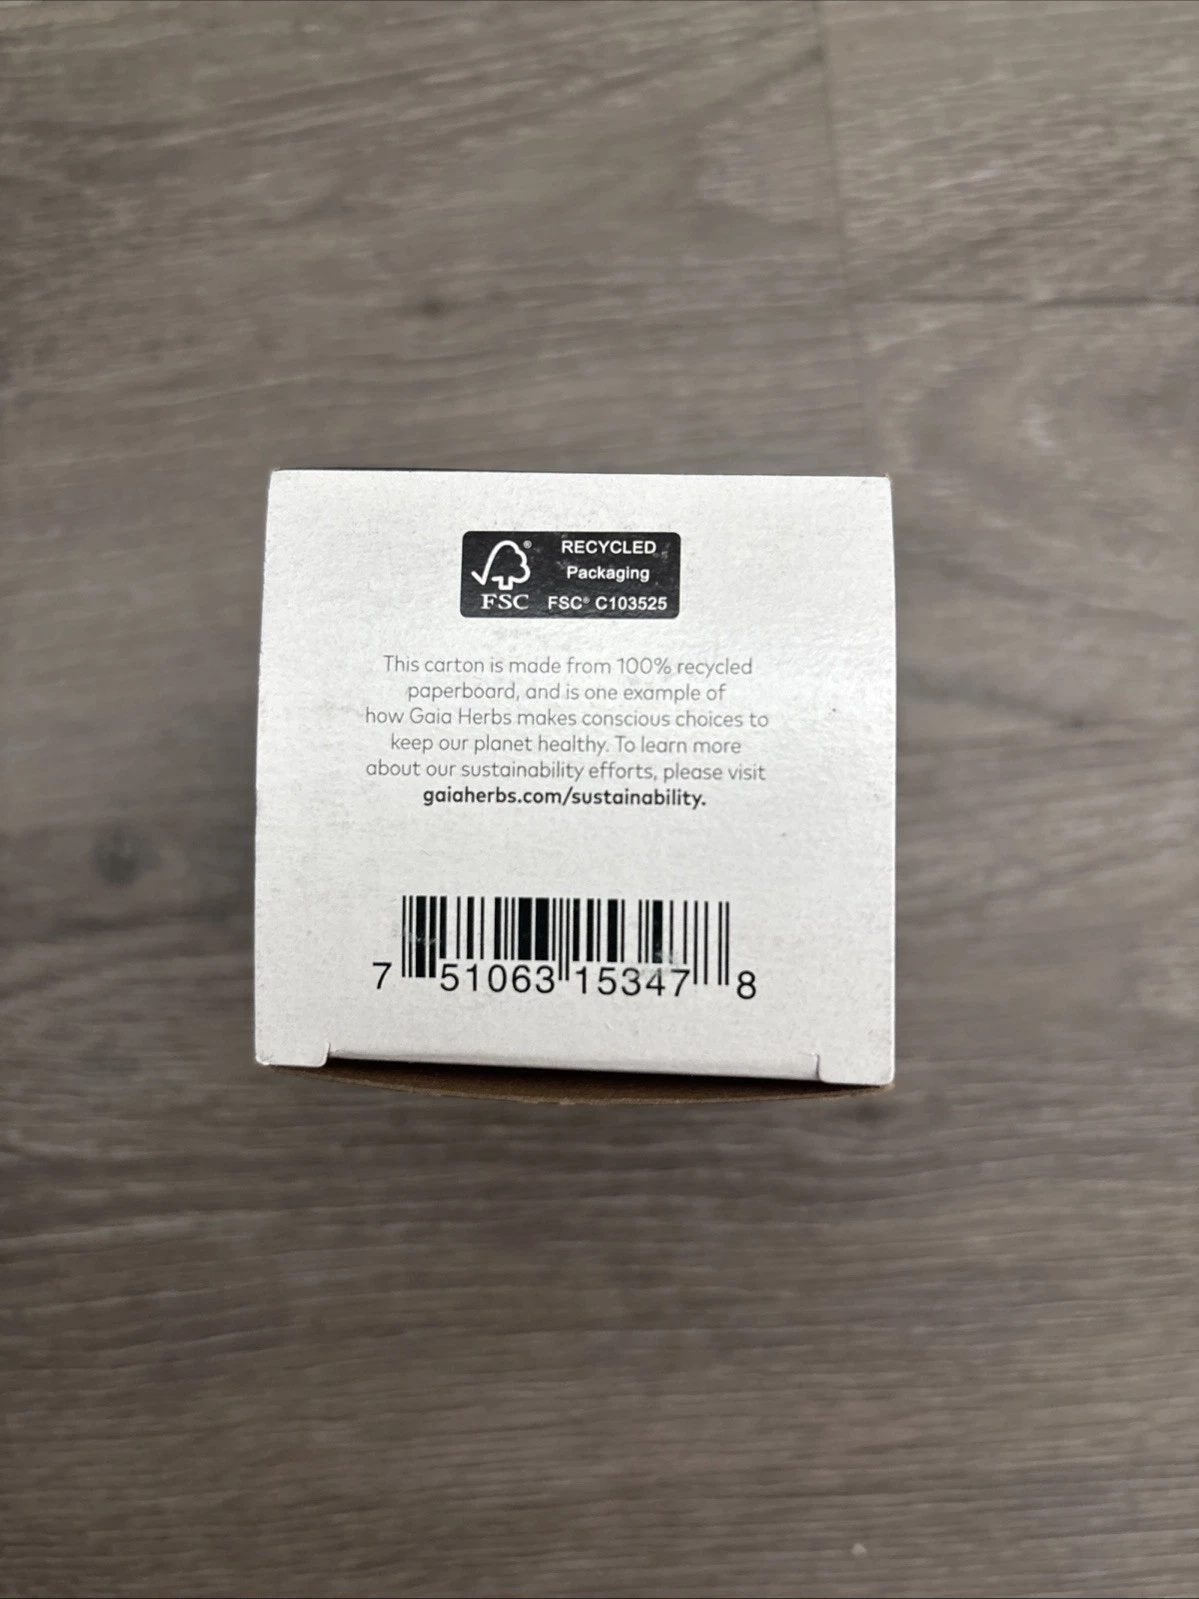 RECYCLED
Packaging
FSC® FSC® C103525
This carton is made from 100% recycled
paperboard, and is one example of
how Gaia Herbs makes conscious choices to
keep our planet healthy. To learn more
about our sustainability efforts, please visit
gaiaherbs.com/sustainability.
7 51063 15347 8